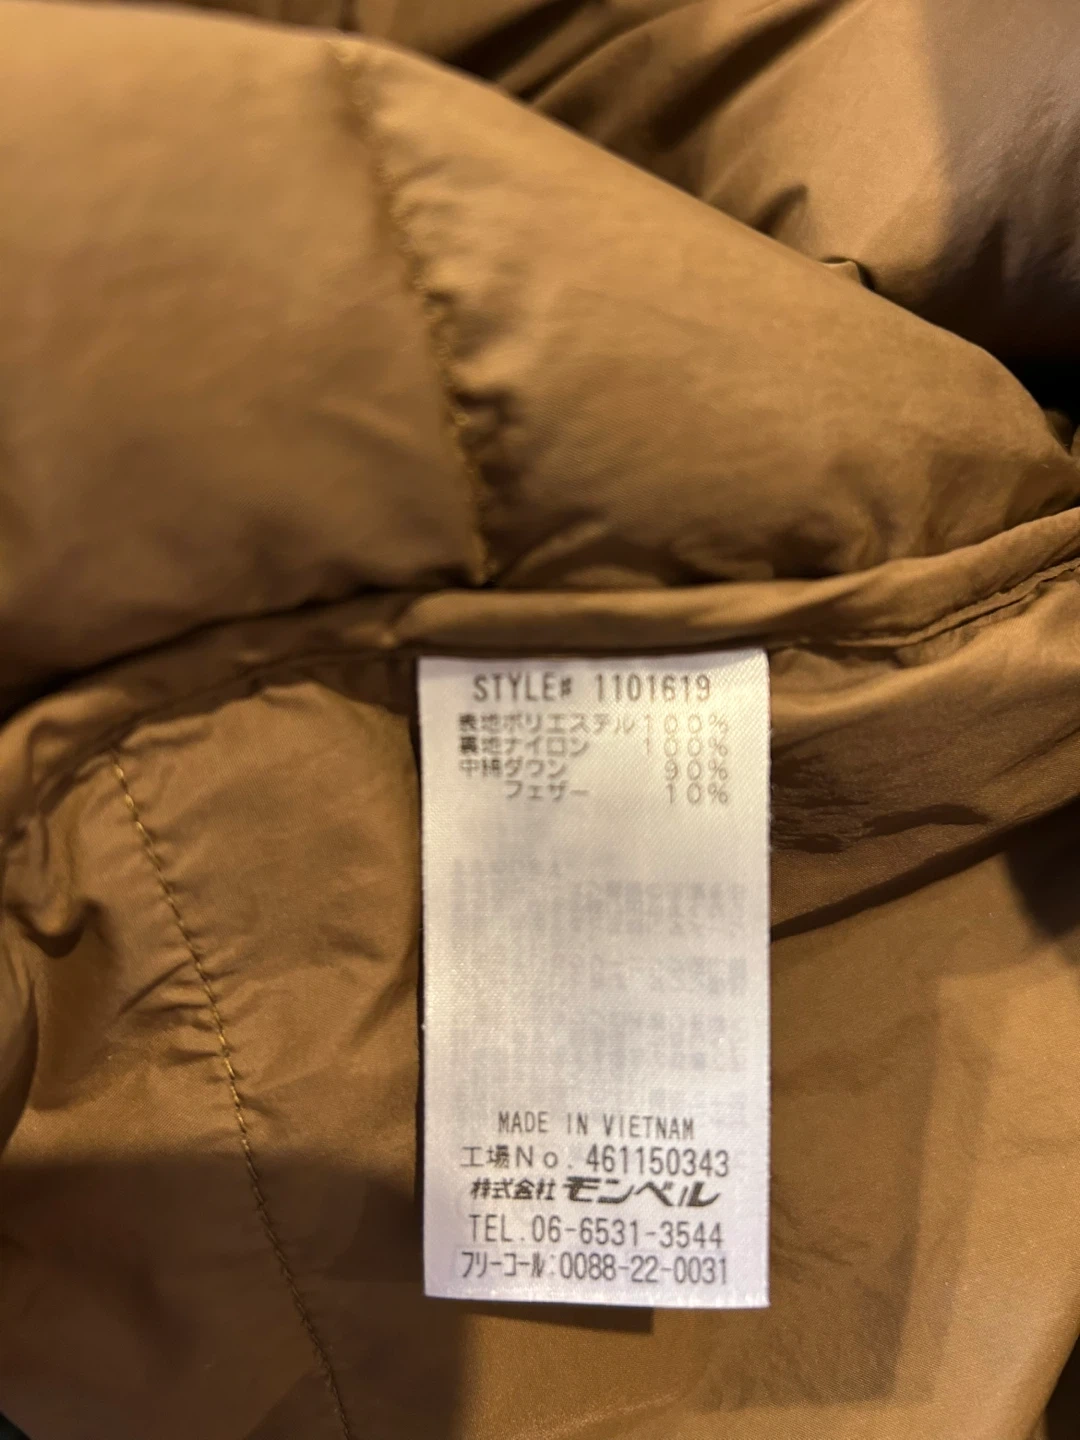 STYLE# 1101619
表地ポリエステル100%
裏地ナイロン 100%
中綿ダウン 90%
フェザー 10%
MADE IN VIETNAM
工場No. 461150343
株式会社モンベル
TEL.06-6531-3544
フリーコール:0088-22-0031